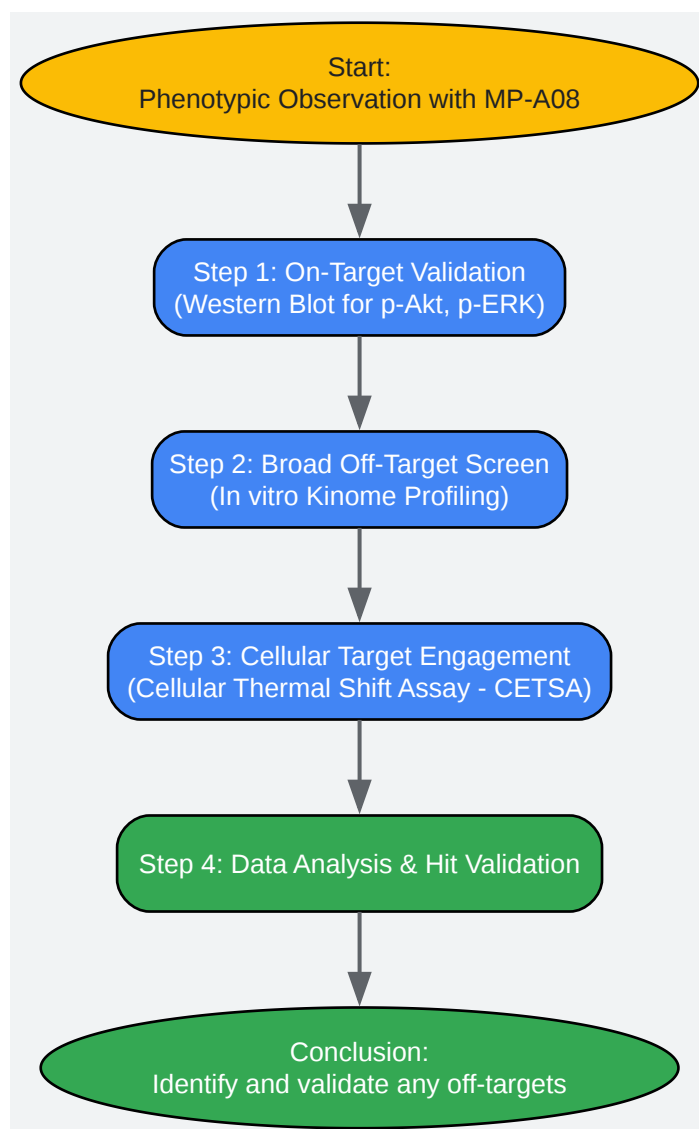 Start:
Phenotypic Observation with MP-A08
Step 1: On-Target Validation
(Western Blot for p-Akt, p-ERK)
Step 2: Broad Off-Target Screen
(In vitro Kinome Profiling)
Step 3: Cellular Target Engagement
(Cellular Thermal Shift Assay - CETSA)
Step 4: Data Analysis & Hit Validation
Conclusion:
Identify and validate any off-targets